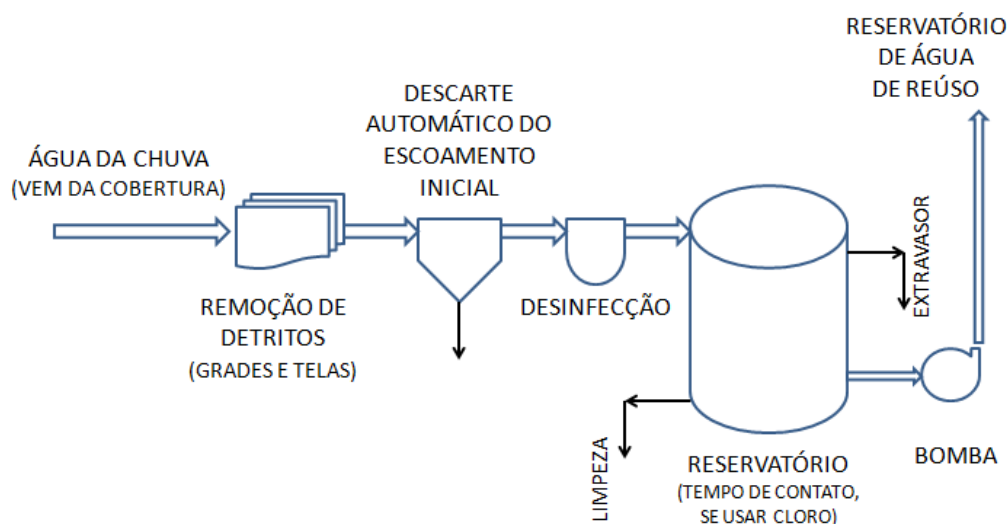 ÁGUA DA CHUVA
(VEM DA COBERTURA)
REMOÇÃO DE
DETRITOS
(GRADES E TELAS)
DESCARTE
AUTOMÁTICO DO
ESCOAMENTO
INICIAL
DESINFECÇÃO
LIMPEZA
RESERVATÓRIO
(TEMPO DE CONTATO,
SE USAR CLORO)
EXTRAVASOR
BOMBA
RESERVATÓRIO
DE ÁGUA
DE REÚSO